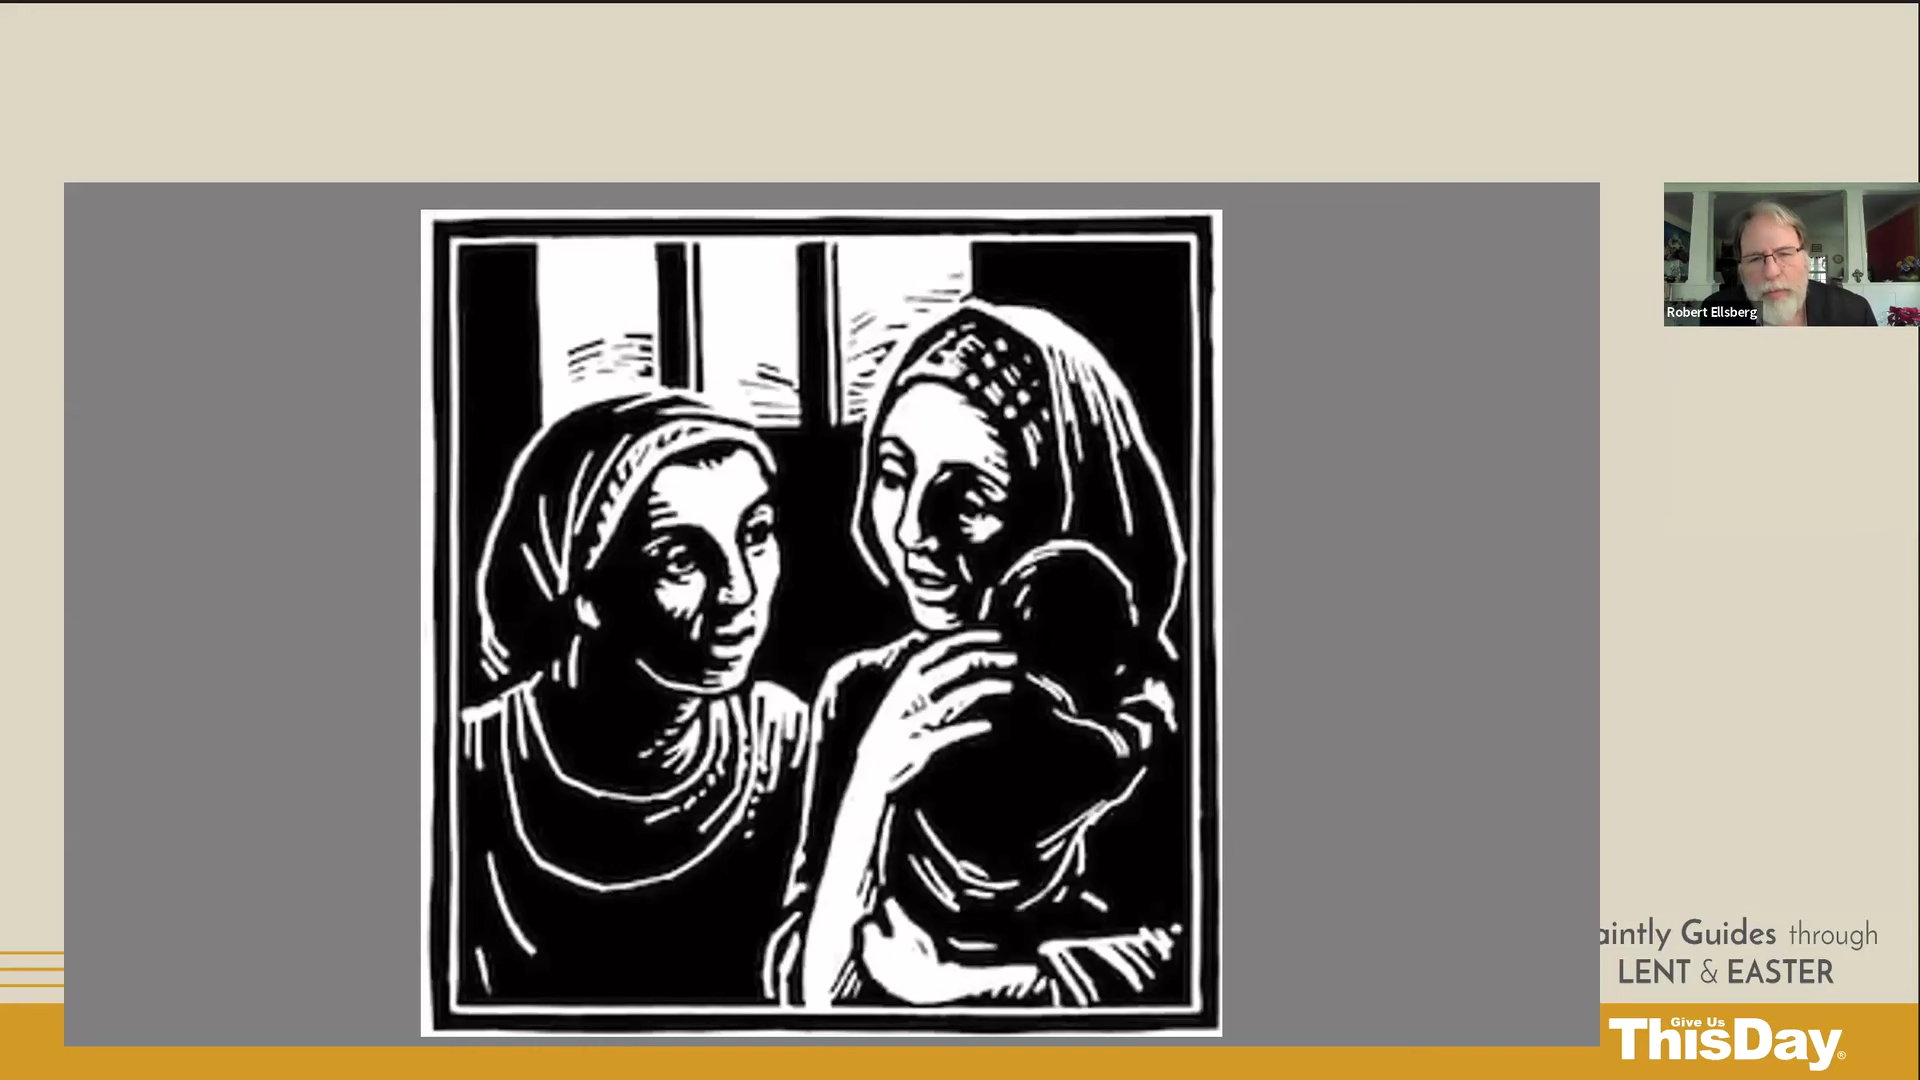 Robert Ellsberg
aintly Guides through
LENT & EASTER
Give Us
ThisDay®